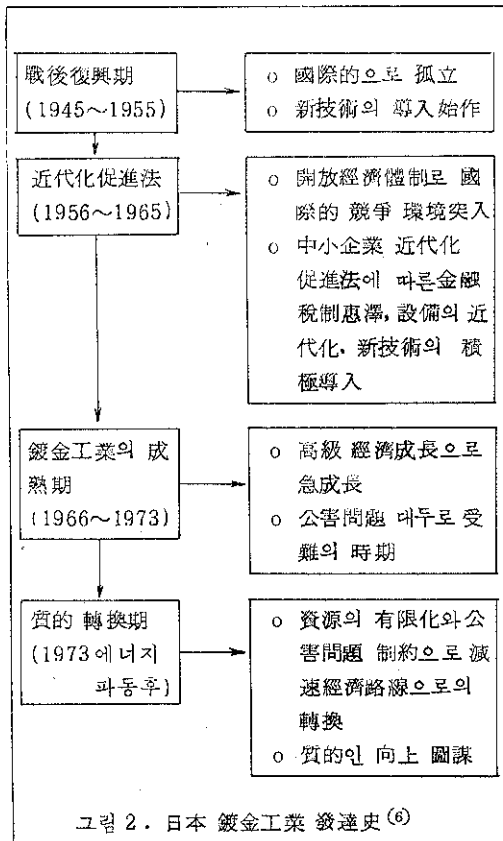 戰後復興期
(1945～1955)
o 國際的으로 孤立
o 新技術의 導入始作
近代化促進法
(1956～1965)
o 開放經濟體制로 國
際的 競爭 環境突入
o 中小企業 近代化
促進法에 따른金融
稅制惠澤, 設備의 近
代化, 新技術의 積
極導入
鍍金工業의 成
熟期
(1966～1973)
o 高級 經濟成長으로
急成長
o 公害問題 대두로 受
難의 時期
質的 轉換期
(1973에너지
파동후)
o 資源의 有限化와公
害問題 制約으로 減
速經濟路線으로의
轉換
o 質的인 向上 圖謀
그림 2. 日本 鍍金工業 發達史(6)